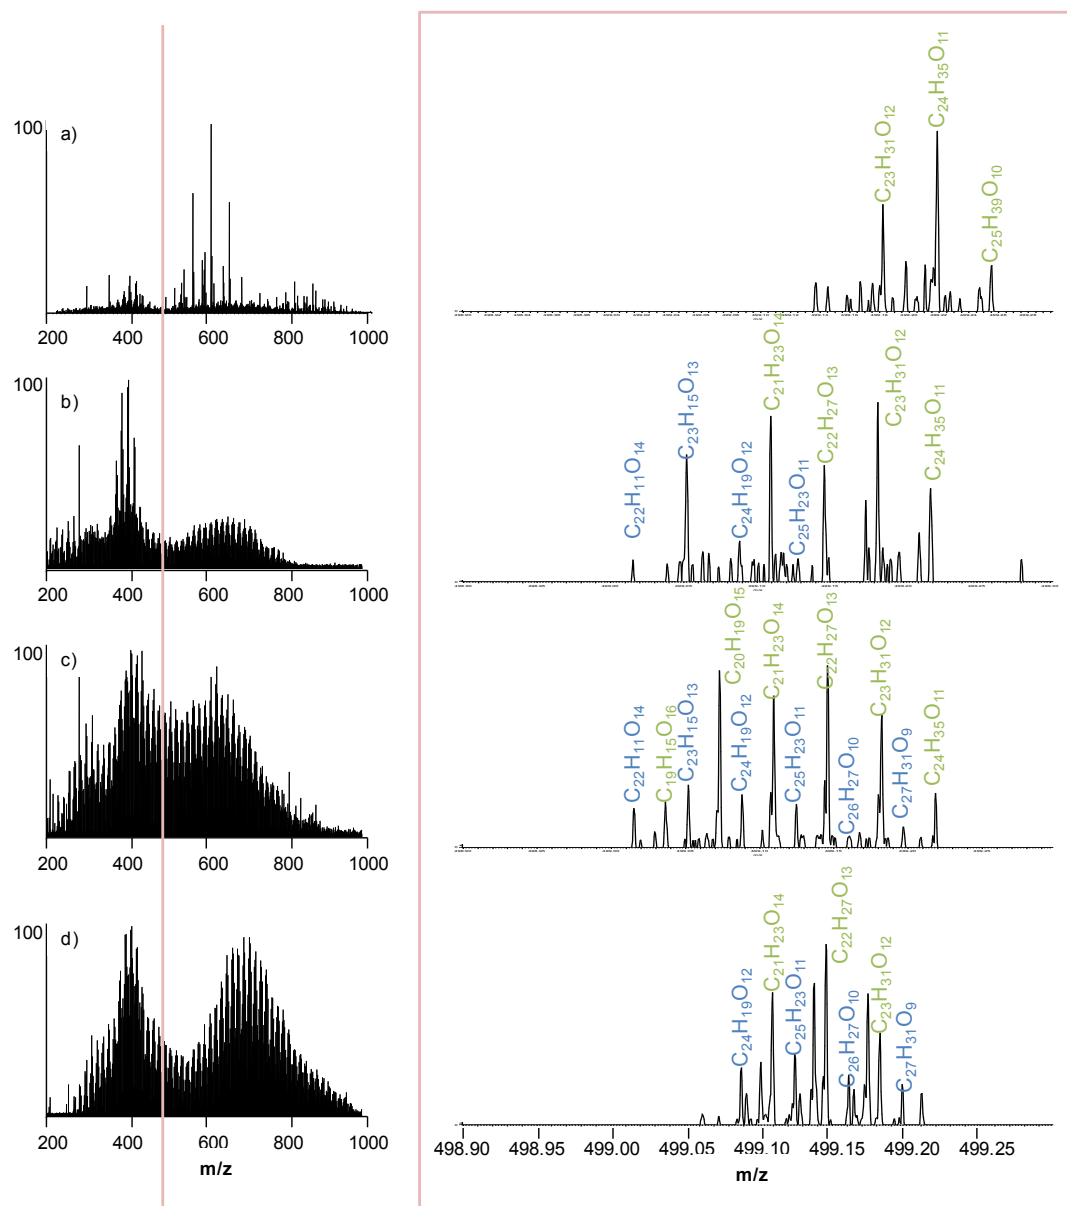 a)
100
200 400 600 800 1000
C23H31O12
C24H35O11
C25H39O10
b)
100
200 400 600 800 1000
C22H11O14
C23H15O13
C24H19O12
C21H23O14
C25H23O11
C22H27O13
C23H31O12
C24H35O11
c)
100
200 400 600 800 1000
C22H11O14
C19H15O16
C23H15O13
C20H19O15
C24H19O12
C21H23O14
C25H23O11
C22H27O13
C26H27O10
C23H31O12
C27H31O9
C24H35O11
d)
100
200 400 600 800 1000
m/z
C24H19O12
C21H23O14
C25H23O11
C22H27O13
C26H27O10
C23H31O12
C27H31O9
498.90 498.95 499.00 499.05 499.10 499.15 499.20 499.25
m/z